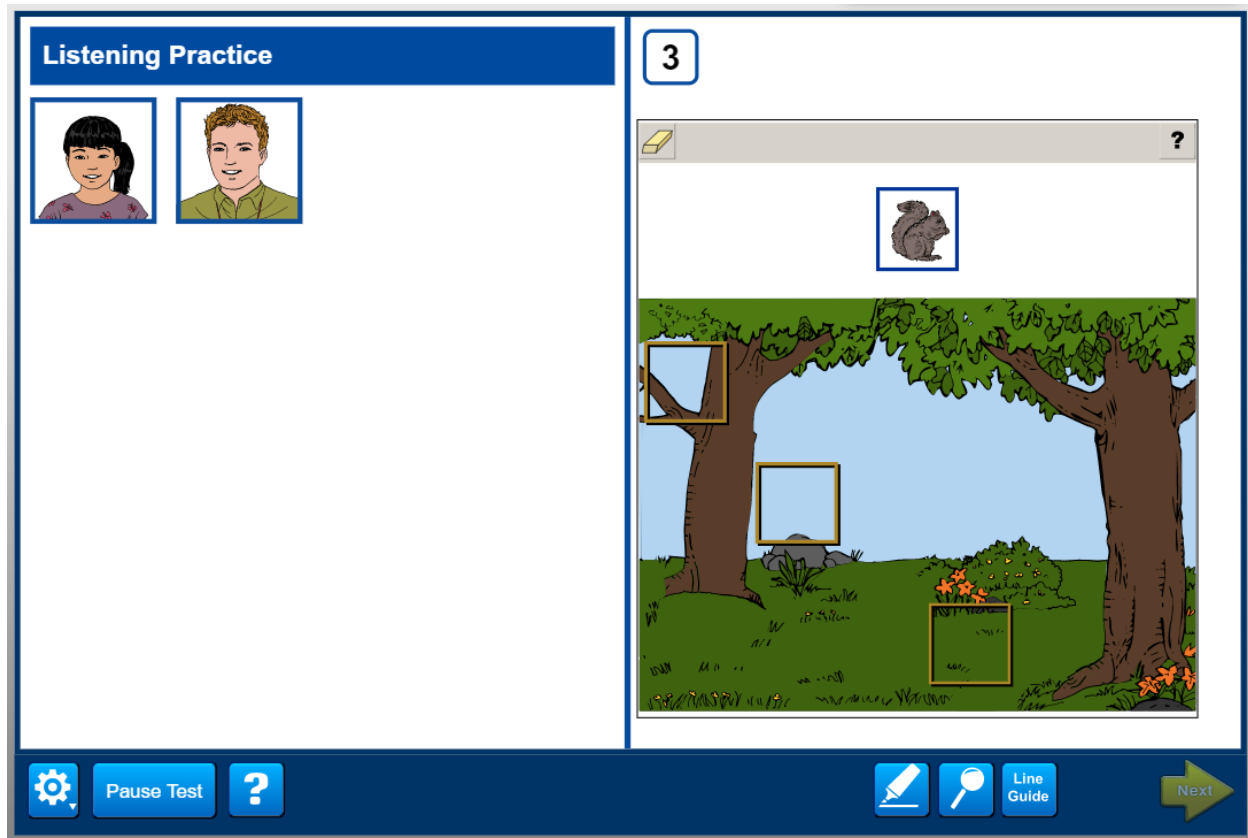 Listening Practice
3
?
Pause Test
?
Line
Guide
Next